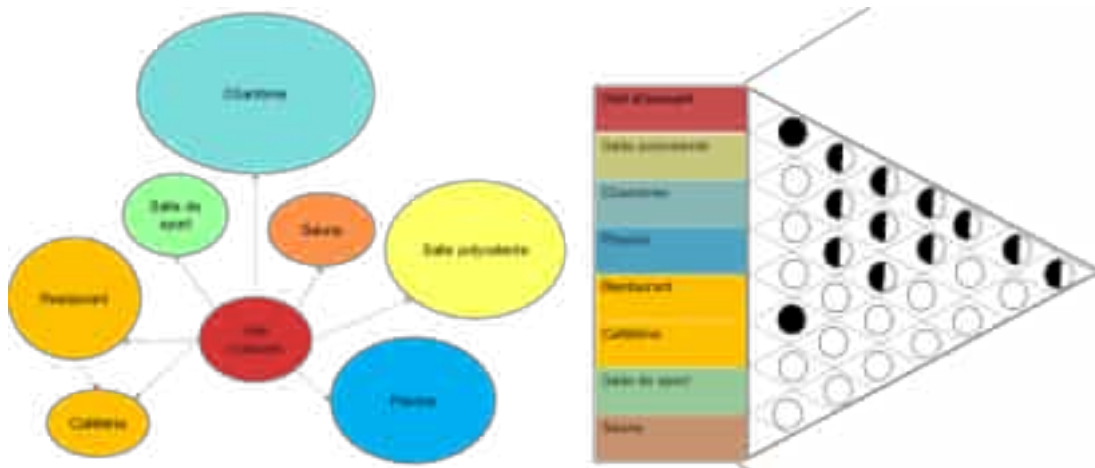 Chambres
Salle de
sport
Sauna
Salle polyvalente
Restaurant
Hall
Piscine
Cafétéria
Hall d'accueil
Salle polyvalente
Chambres
Piscine
Restaurant
Cafétéria
Salle de sport
Sauna